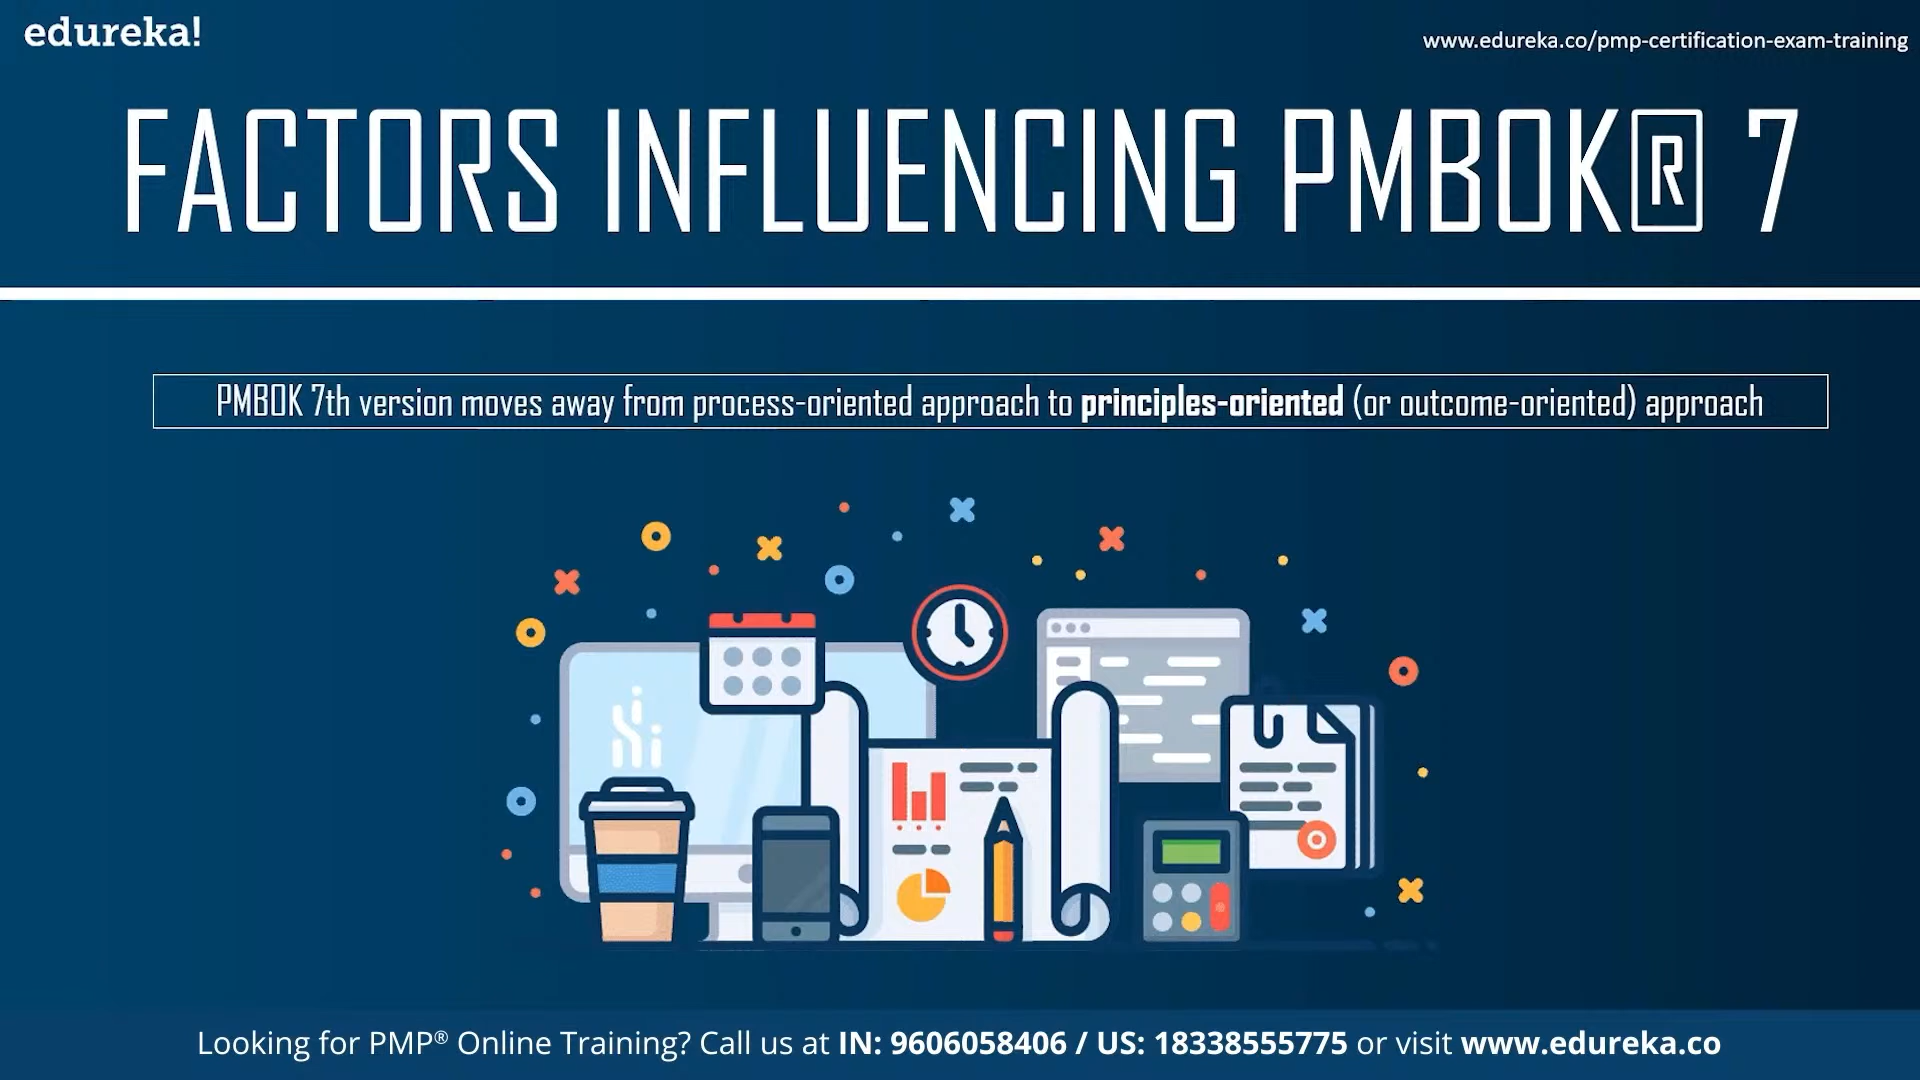 edureka!
www.edureka.co/pmp-certification-exam-training
FACTORS INFLUENCING PMBOK® 7
PMBOK 7th version moves away from process-oriented approach to principles-oriented (or outcome-oriented) approach
Looking for PMP® Online Training? Call us at IN: 9606058406 / US: 18338555775 or visit www.edureka.co